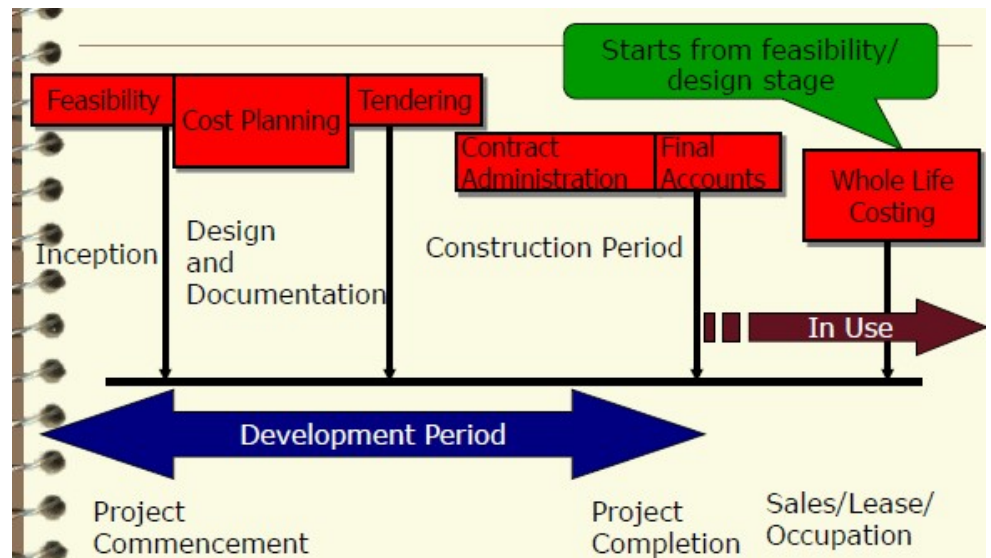 Starts from feasibility/
design stage
Feasibility
Cost Planning
Tendering
Contract
Administration
Final
Accounts
Whole Life
Costing
Inception
Design
and
Documentation
Construction Period
In Use
Development Period
Project
Commencement
Project
Completion
Sales/Lease/
Occupation